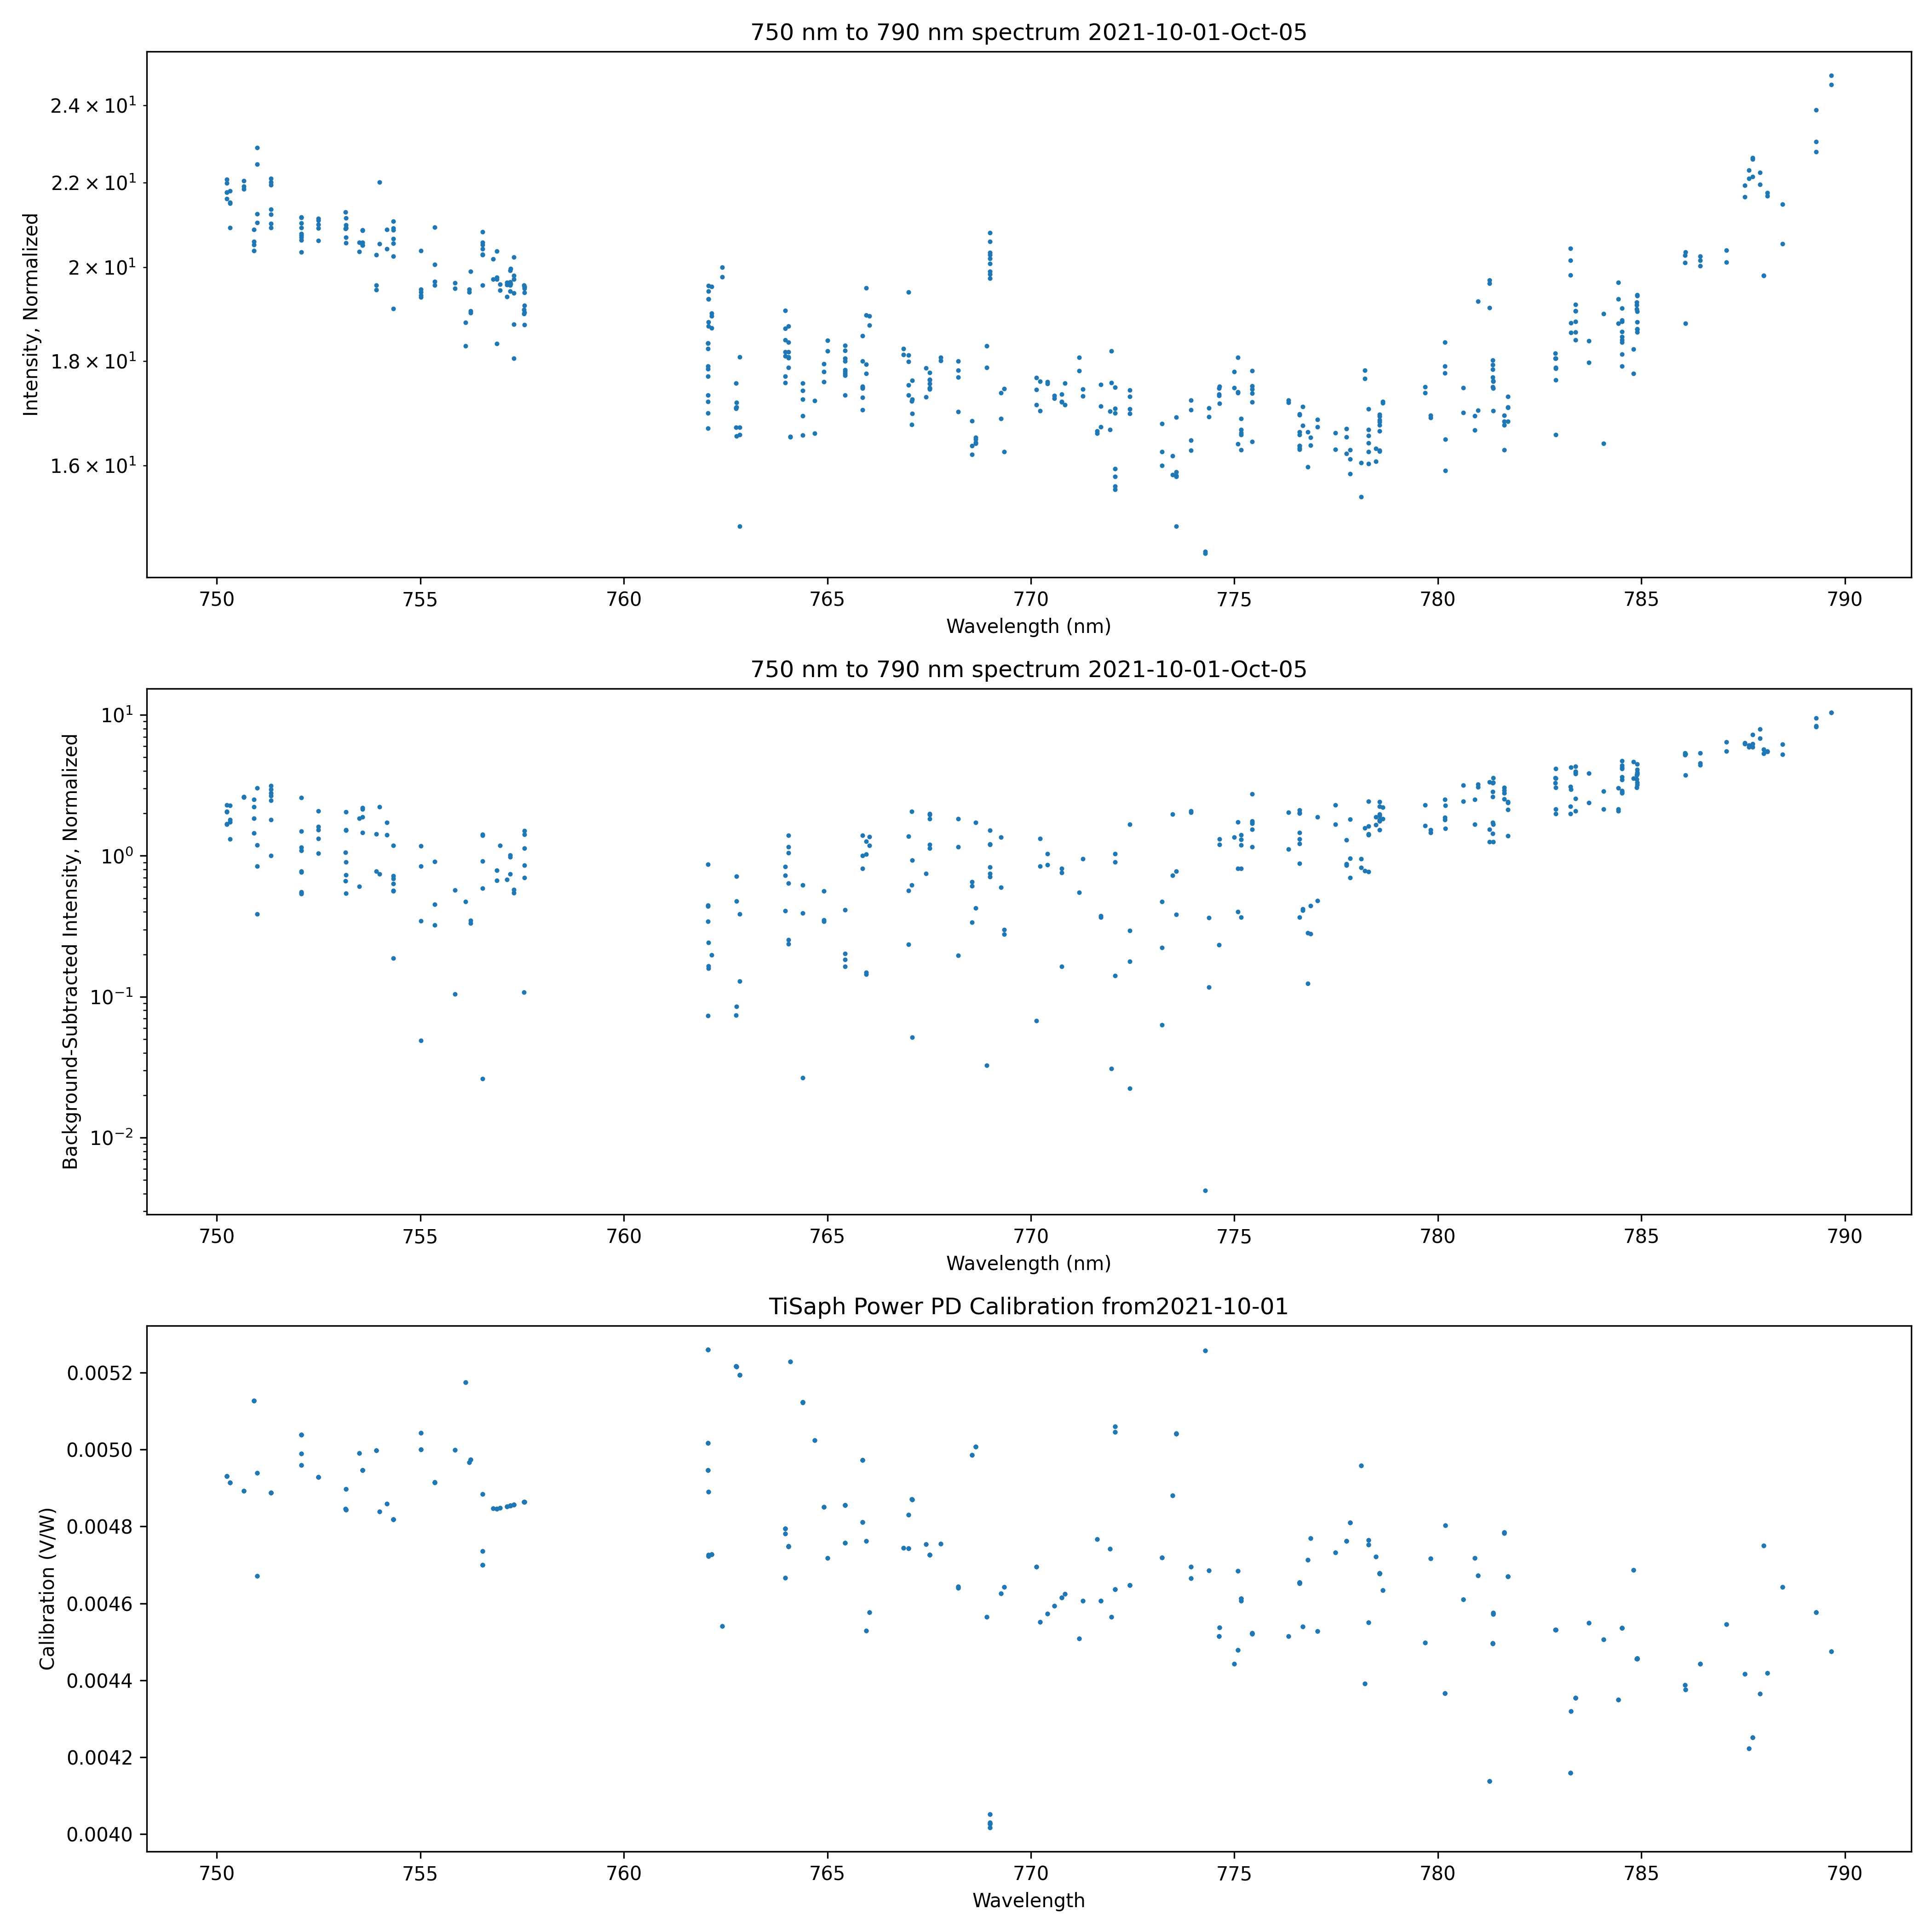 750 nm to 790 nm spectrum 2021-10-01-Oct-05
Intensity, Normalized
2.4 × 10¹
2.2 × 10¹
2 × 10¹
1.8 × 10¹
1.6 × 10¹
750 755 760 765 770 775 780 785 790
Wavelength (nm)
750 nm to 790 nm spectrum 2021-10-01-Oct-05
Background-Subtracted Intensity, Normalized
10¹
10⁰
10⁻¹
10⁻²
750 755 760 765 770 775 780 785 790
Wavelength (nm)
TiSaph Power PD Calibration from2021-10-01
Calibration (V/W)
0.0052
0.0050
0.0048
0.0046
0.0044
0.0042
0.0040
750 755 760 765 770 775 780 785 790
Wavelength